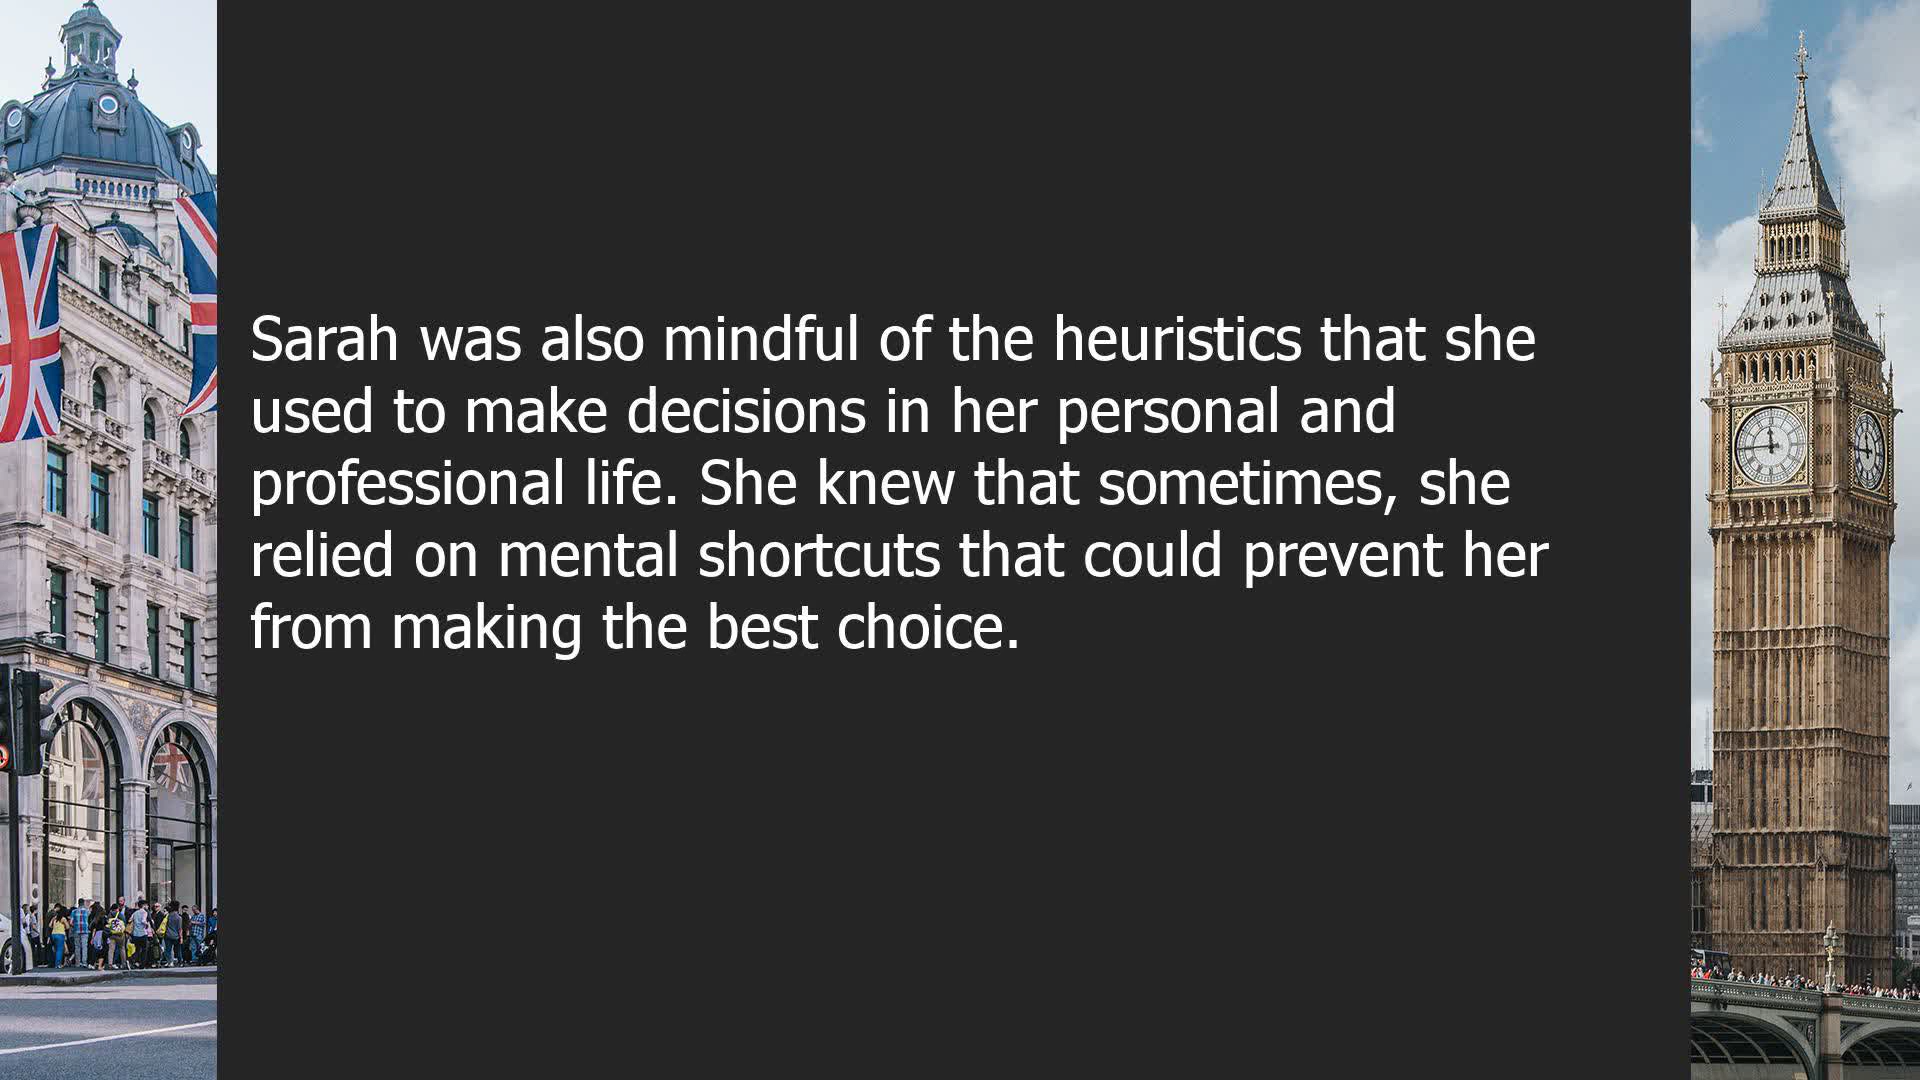 Sarah was also mindful of the heuristics that she
used to make decisions in her personal and
professional life. She knew that sometimes, she
relied on mental shortcuts that could prevent her
from making the best choice.